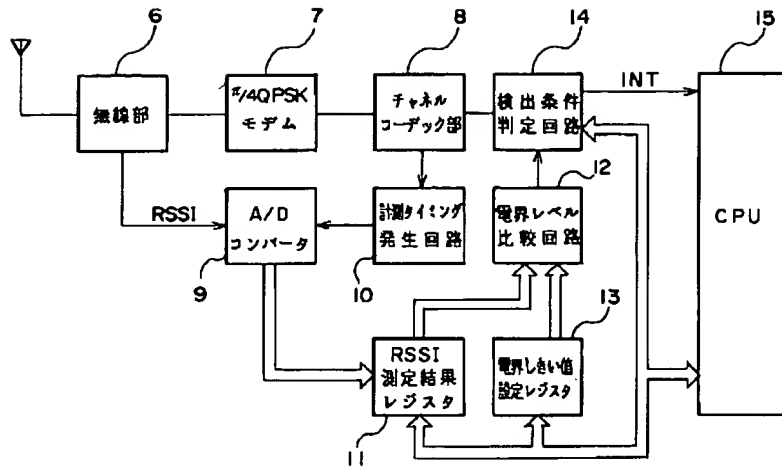 6
7
8
14
15
無線部
π/4QPSK
モデム
チャネル
コーデック部
検出条件
判定回路
INT
CPU
12
RSSI
A/D
コンバータ
計測タイミング
発生回路
電界レベル
比較回路
9
10
13
RSSI
測定結果
レジスタ
電界しきい値
設定レジスタ
11